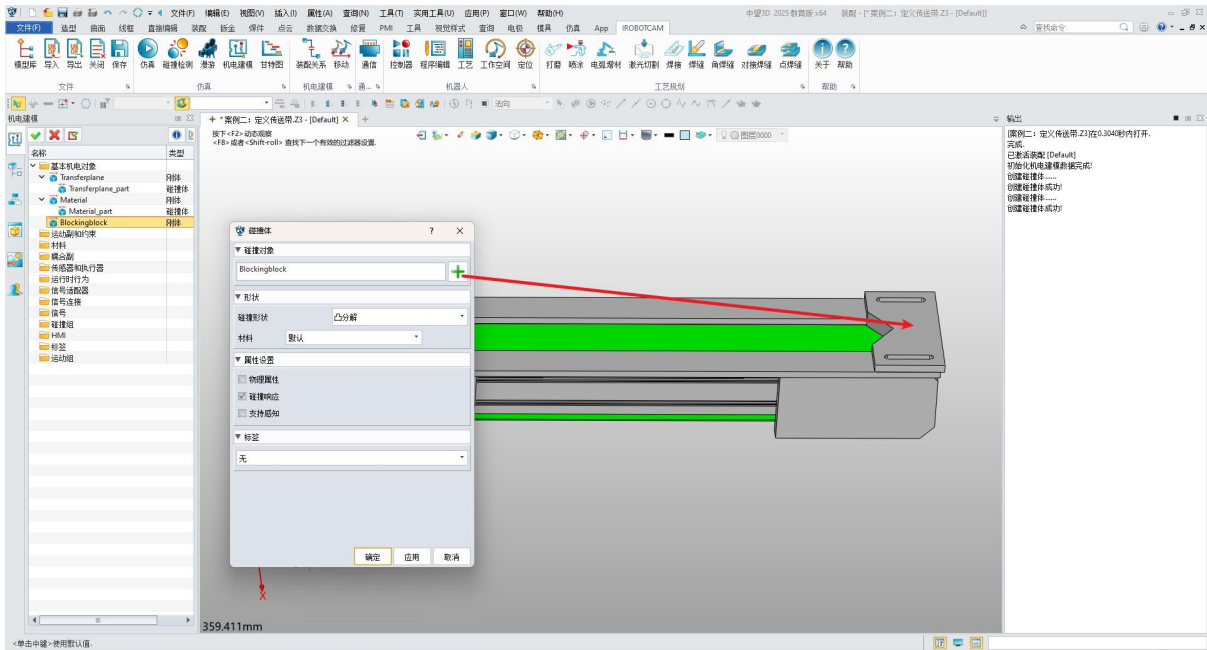 文件(F) 编辑(E) 视图(V) 插入(I) 属性(A) 查询(N) 工具(T) 实用工具(U) 应用(P) 窗口(W) 帮助(H)
中望3D 2025 教育版 x64 装配 - [* 案例二：定义传送带.Z3 - [Default]]
文件(F) 造型 曲面 线框 直接编辑 装配 钣金 焊件 点云 数据交换 修复 PMI 工具 视觉样式 查询 电极 模具 仿真 App IROBOTCAM
查找命令
模型库 导入 导出 关闭 保存 仿真 碰撞检测 漫游 机电建模 甘特图 装配关系 移动 通信 控制器 程序编辑 工艺 工作空间 定位 打磨 喷涂 电弧增材 激光切割 焊接 焊缝 角焊缝 对接焊缝 点焊缝 关于 帮助
文件 仿真 机电建模 通... 机器人 工艺规划 帮助
法向
机电建模
* 案例二：定义传送带.Z3 - [Default]
输出
按下<F2>动态观察
<F8>或者<Shift-roll> 查找下一个有效的过滤器设置.
图层0000
名称 类型
基本机电对象
Transferplane 刚体
Transferplane_part 碰撞体
Material 刚体
Material_part 碰撞体
Blockingblock 刚体
运动副和约束
材料
耦合副
传感器和执行器
运行时行为
信号适配器
信号连接
信号
碰撞组
HMI
标签
运动组
碰撞体 ?
碰撞对象
Blockingblock
形状
碰撞形状 凸分解
材料 默认
属性设置
物理属性
碰撞响应
支持感知
标签
无
确定 应用 取消
X
359.411mm
[案例二：定义传送带.Z3]在0.3040秒内打开.
完成.
已激活装配 [Default]
初始化机电建模数据完成!
创建碰撞体......
创建碰撞体成功!
创建碰撞体......
创建碰撞体成功!
<单击中键>使用默认值.